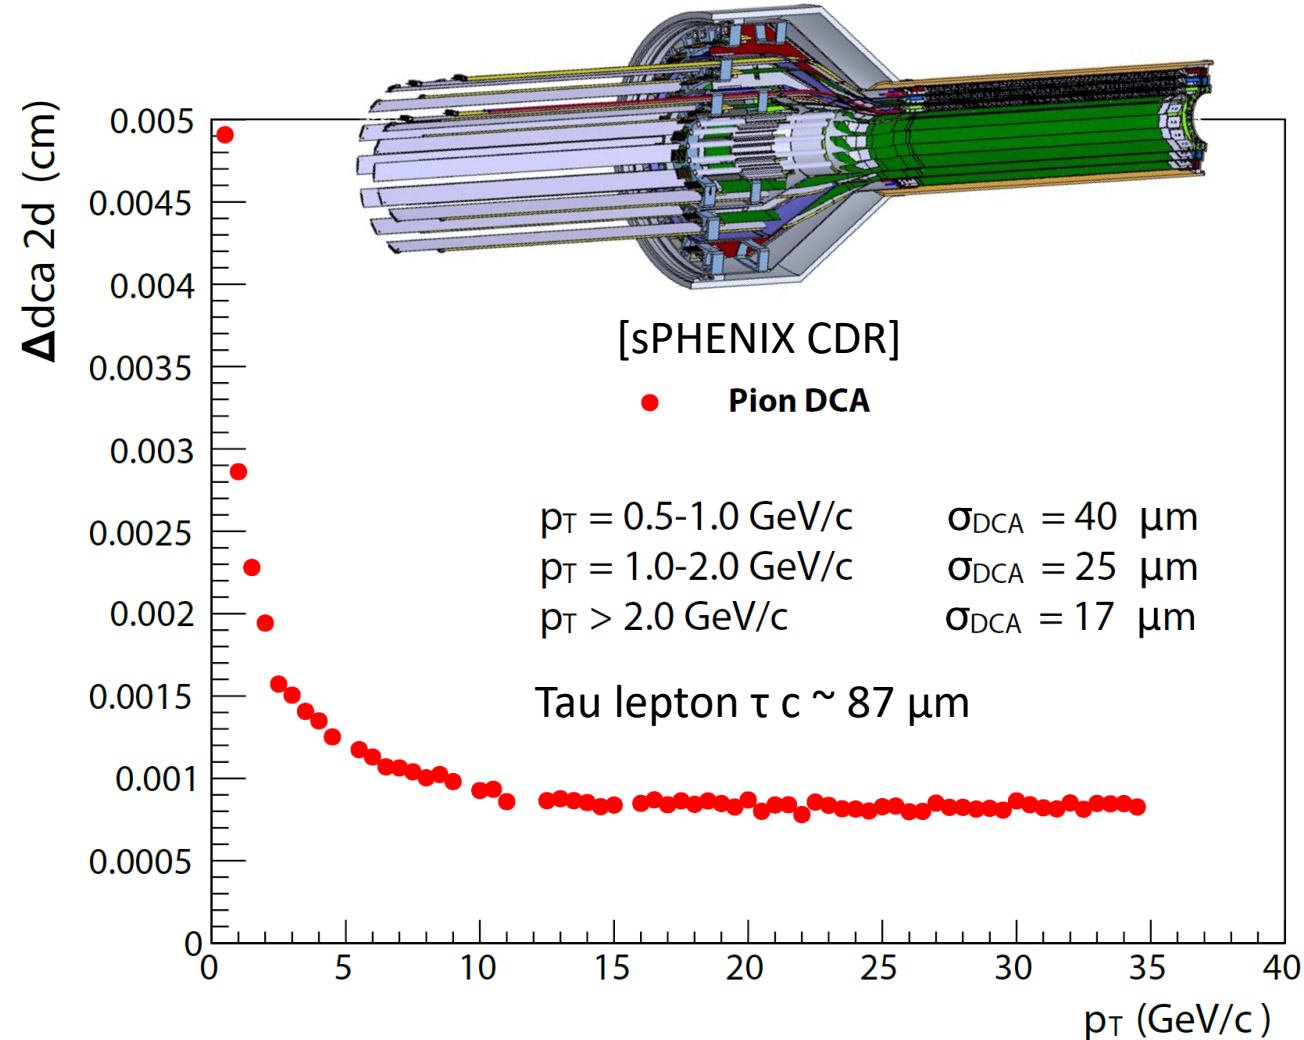 Δdca 2d (cm)
0.005
0.0045
0.004
0.0035
0.003
0.0025
0.002
0.0015
0.001
0.0005
0
[sPHENIX CDR]
Pion DCA
pT = 0.5-1.0 GeV/c σDCA = 40 μm
pT = 1.0-2.0 GeV/c σDCA = 25 μm
pT > 2.0 GeV/c σDCA = 17 μm
Tau lepton τ c ~ 87 μm
0 5 10 15 20 25 30 35 40
pT (GeV/c )